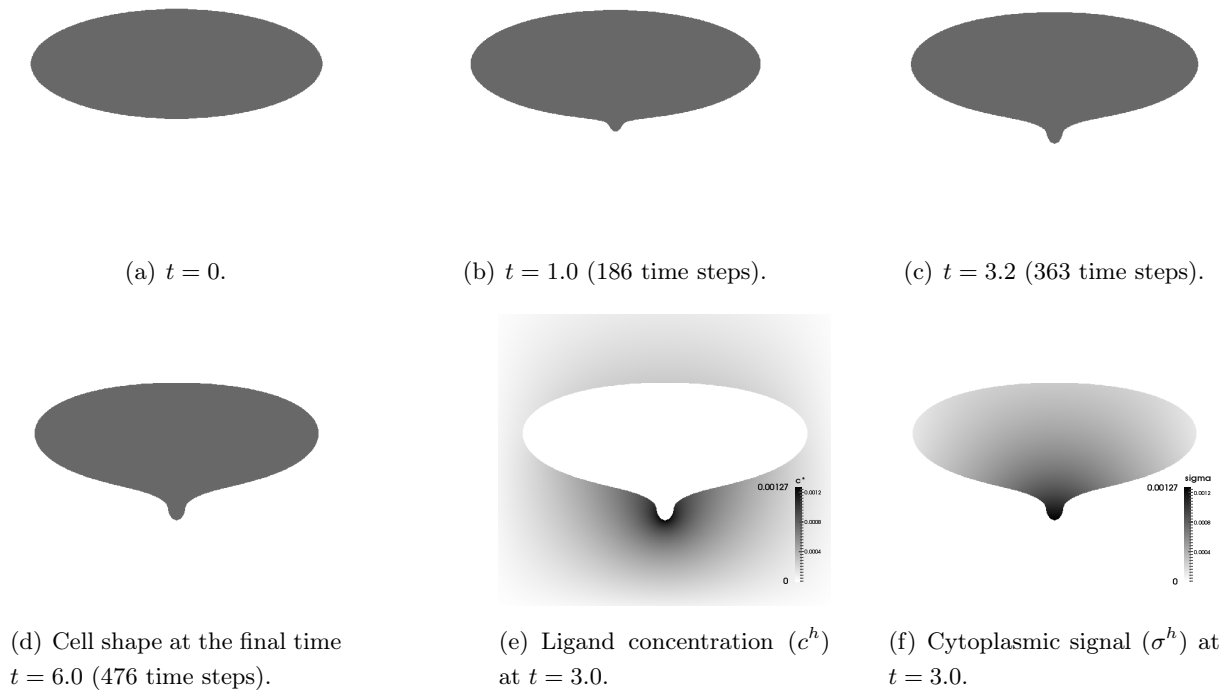 (a) t = 0.
(b) t = 1.0 (186 time steps).
(c) t = 3.2 (363 time steps).
0.00127 c*
0.0012
0.0008
0.0004
0
sigma
0.00127
0.0012
0.0008
0.0004
0
(d) Cell shape at the final time
t = 6.0 (476 time steps).
(e) Ligand concentration (c^h)
at t = 3.0.
(f) Cytoplasmic signal (σ^h) at
t = 3.0.